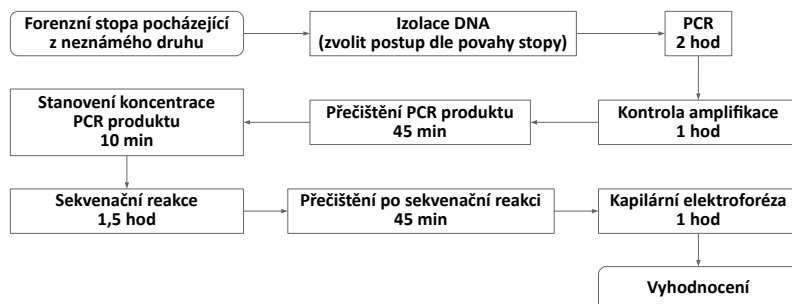 Forenzní stopa pocházející
z neznámého druhu
Izolace DNA
(zvolit postup dle povahy stopy)
PCR
2 hod
Kontrola amplifikace
1 hod
Přečištění PCR produktu
45 min
Stanovení koncentrace
PCR produktu
10 min
Sekvenační reakce
1,5 hod
Přečištění po sekvenační reakci
45 min
Kapilární elektroforéza
1 hod
Vyhodnocení